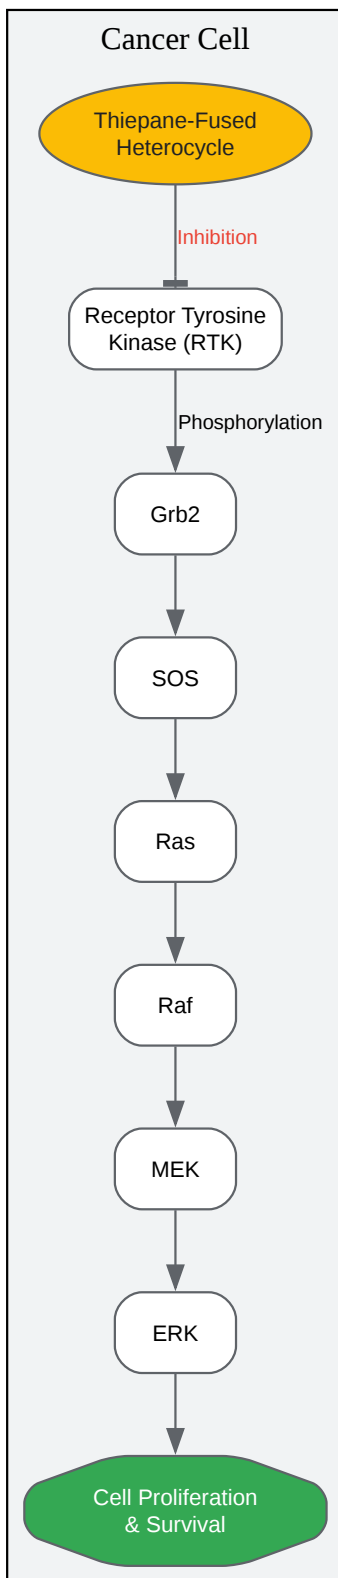 Cancer Cell
Thiepane-Fused
Heterocycle
Inhibition
Receptor Tyrosine
Kinase (RTK)
Phosphorylation
Grb2
SOS
Ras
Raf
MEK
ERK
Cell Proliferation
& Survival